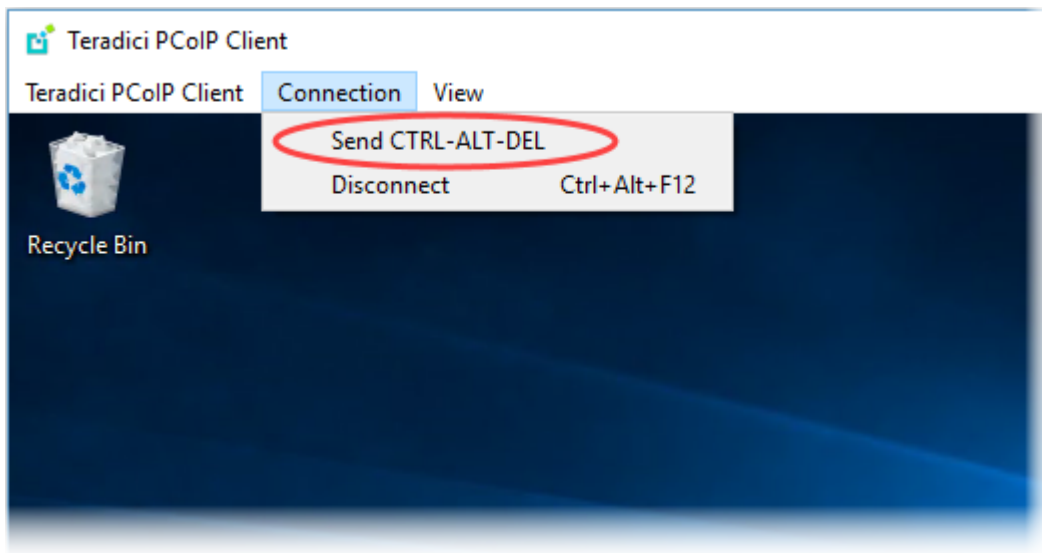 Teradici PCoIP Client
Teradici PCoIP Client Connection View
Send CTRL-ALT-DEL
Disconnect Ctrl+Alt+F12
Recycle Bin